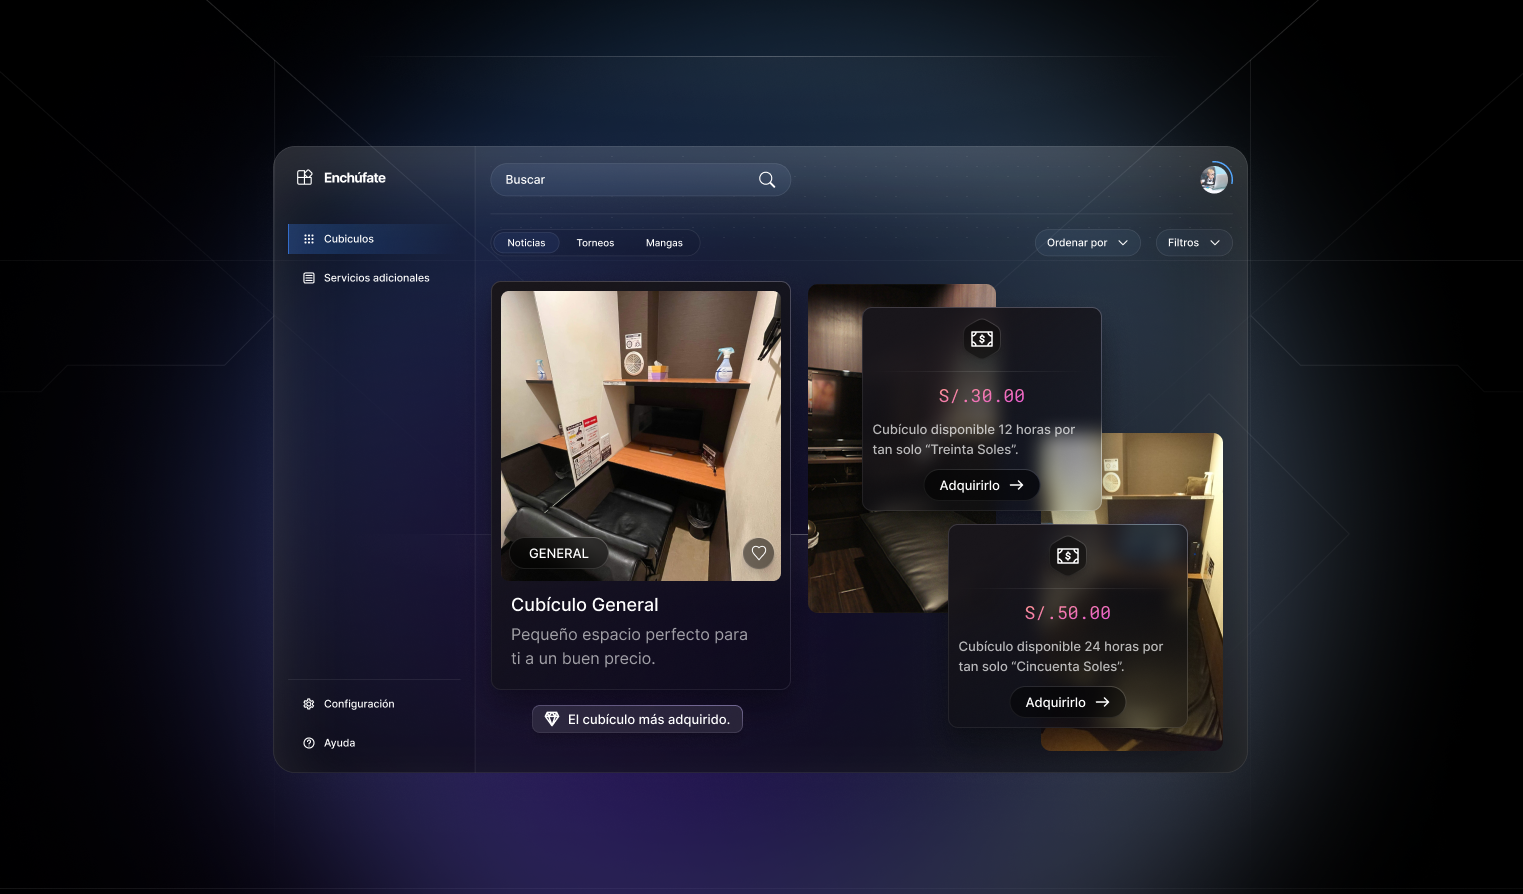 Enchúfate
Buscar
Cubiculos
Servicios adicionales
Noticias
Torneos
Mangas
Ordenar por
Filtros
GENERAL
Cubículo General
Pequeño espacio perfecto para
ti a un buen precio.
El cubículo más adquirido.
S/.30.00
Cubículo disponible 12 horas por
tan solo “Treinta Soles”.
Adquirirlo
S/.50.00
Cubículo disponible 24 horas por
tan solo “Cincuenta Soles”.
Adquirirlo
Configuración
Ayuda